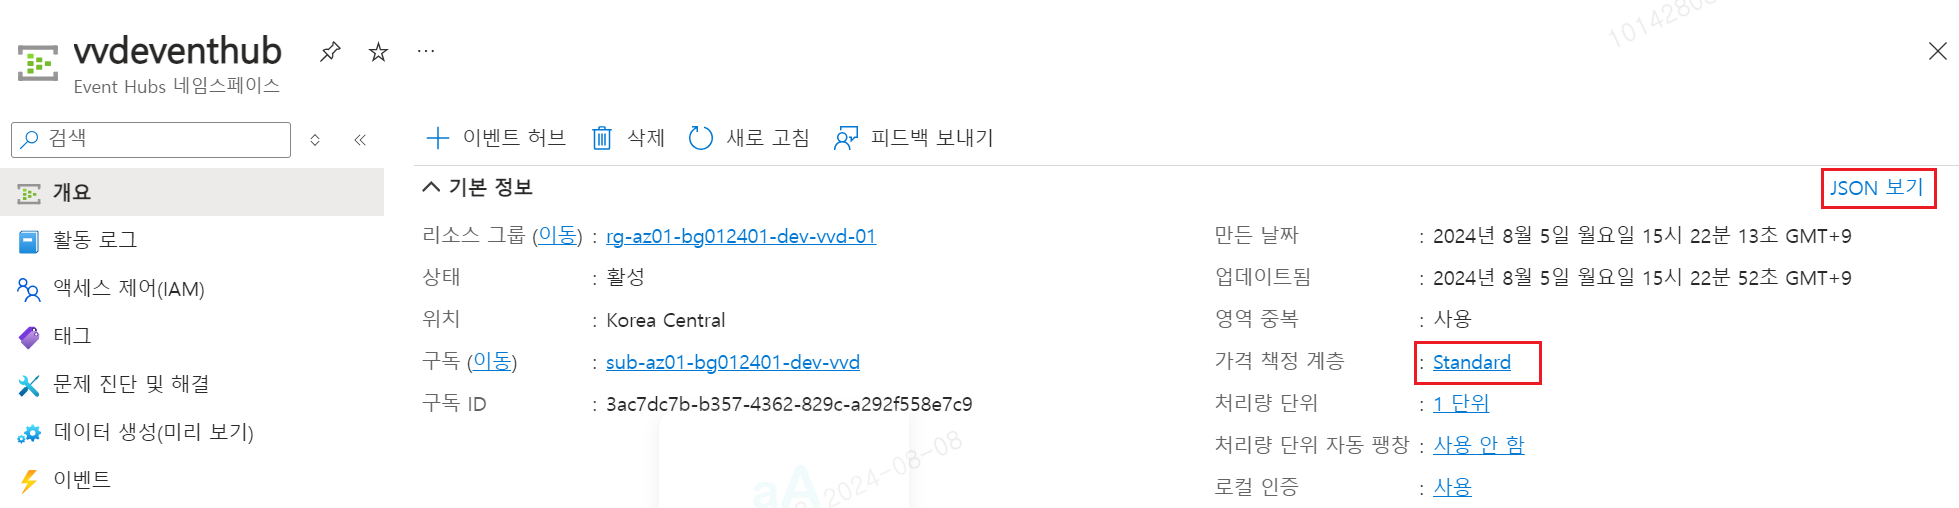 vvdeventhub
Event Hubs 네임스페이스
검색
개요
활동 로그
액세스 제어(IAM)
태그
문제 진단 및 해결
데이터 생성(미리 보기)
이벤트
이벤트 허브 삭제 새로 고침 피드백 보내기
기본 정보
JSON 보기
리소스 그룹 (이동) : rg-az01-bg012401-dev-vvd-01
상태 : 활성
위치 : Korea Central
구독 (이동) : sub-az01-bg012401-dev-vvd
구독 ID : 3ac7dc7b-b357-4362-829c-a292f558e7c9
만든 날짜 : 2024년 8월 5일 월요일 15시 22분 13초 GMT+9
업데이트됨 : 2024년 8월 5일 월요일 15시 22분 52초 GMT+9
영역 중복 : 사용
가격 책정 계층 : Standard
처리량 단위 : 1 단위
처리량 단위 자동 팽창 : 사용 안 함
로컬 인증 : 사용
aA
2024-08-08